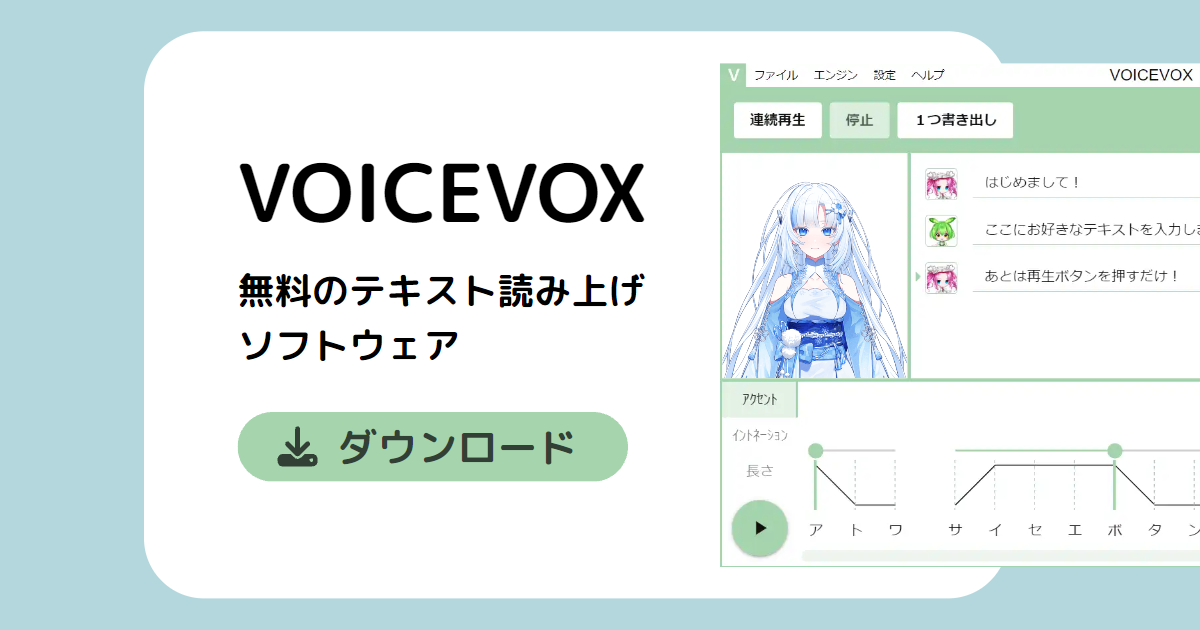 VOICEVOX
無料のテキスト読み上げ
ソフトウェア
ダウンロード
V ファイル エンジン 設定 ヘルプ VOICEVOX
連続再生 停止 1つ書き出し
はじめまして!
ここにお好きなテキストを入力しま
あとは再生ボタンを押すだけ!
アクセント
イントネーション
長さ
ア ト ワ サ イ セ エ ボ タ ン